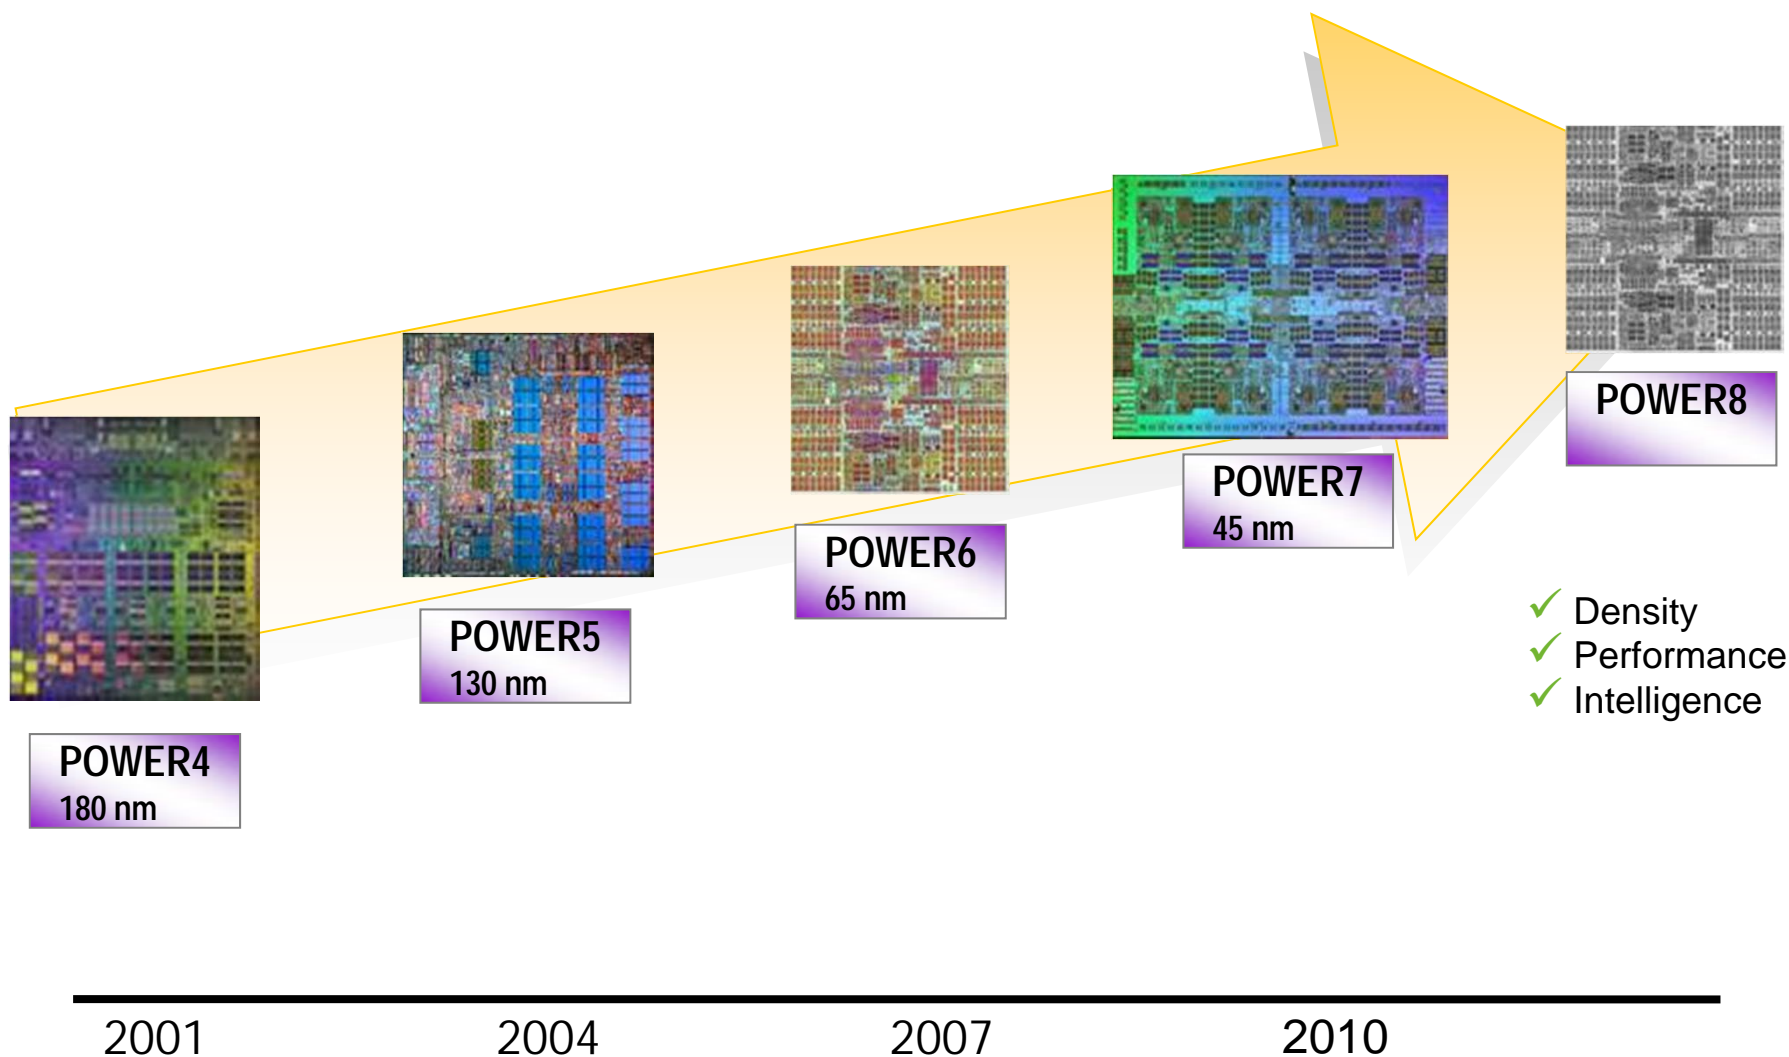 POWER4
180 nm
POWER5
130 nm
POWER6
65 nm
POWER7
45 nm
POWER8
Density
Performance
Intelligence
2001
2004
2007
2010